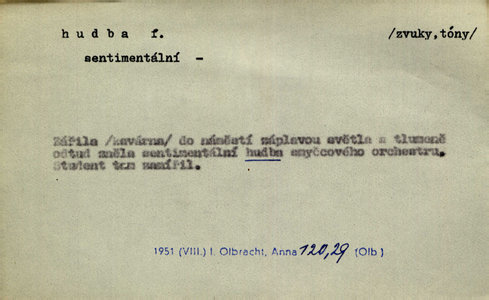 hudba f. /zvuky,tóny/
sentimentální -
Zářila /kavárna/ do náměstí záplavou světla a tlumeně
odtud zněla sentimentální hudba smyčcového orchestru.
Student tam zamířil.
1951 (VIII.) I. Olbracht, Anna 120,29 (Olb)